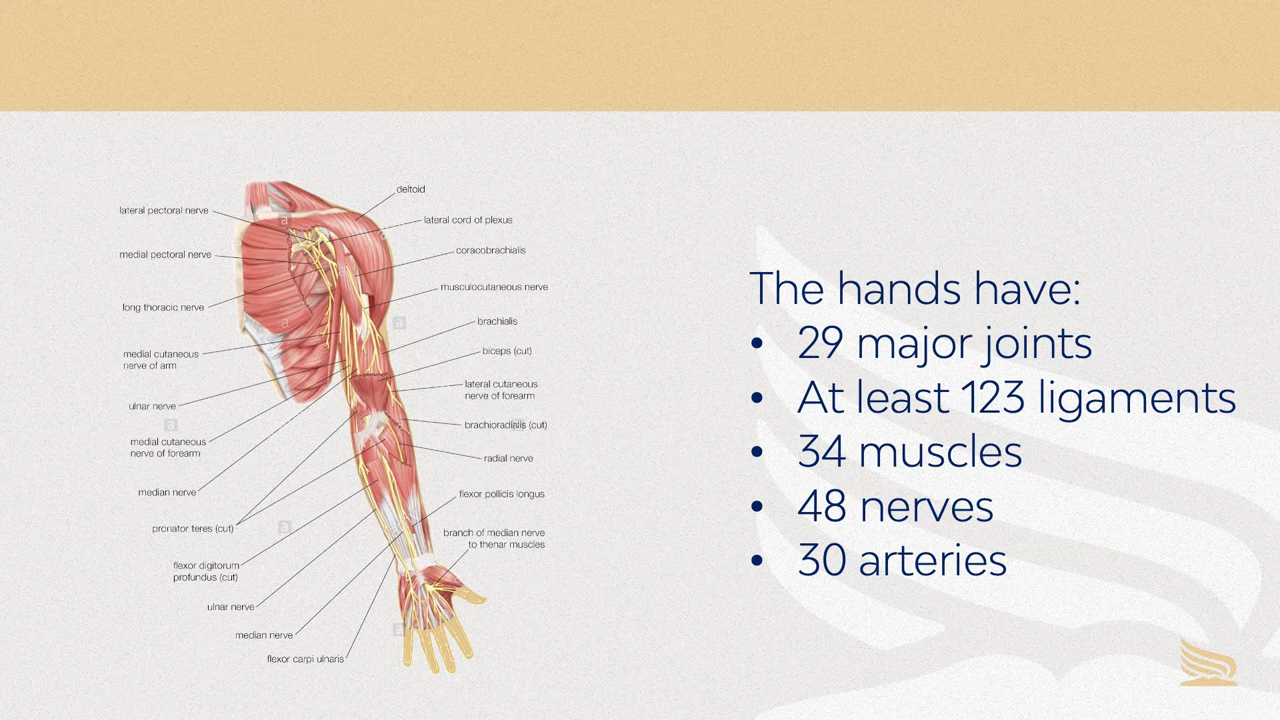 deltoid
lateral pectoral nerve
lateral cord of plexus
coracobrachialis
medial pectoral nerve
musculocutaneous nerve
long thoracic nerve
brachialis
biceps (cut)
medial cutaneous
nerve of arm
lateral cutaneous
nerve of forearm
ulnar nerve
brachioradialis (cut)
medial cutaneous
nerve of forearm
radial nerve
median nerve
flexor pollicis longus
pronator teres (cut)
branch of median nerve
to thenar muscles
flexor digitorum
profundus (cut)
ulnar nerve
median nerve
flexor carpi ulnaris
a
a
a
a
a
a
The hands have:
• 29 major joints
• At least 123 ligaments
• 34 muscles
• 48 nerves
• 30 arteries